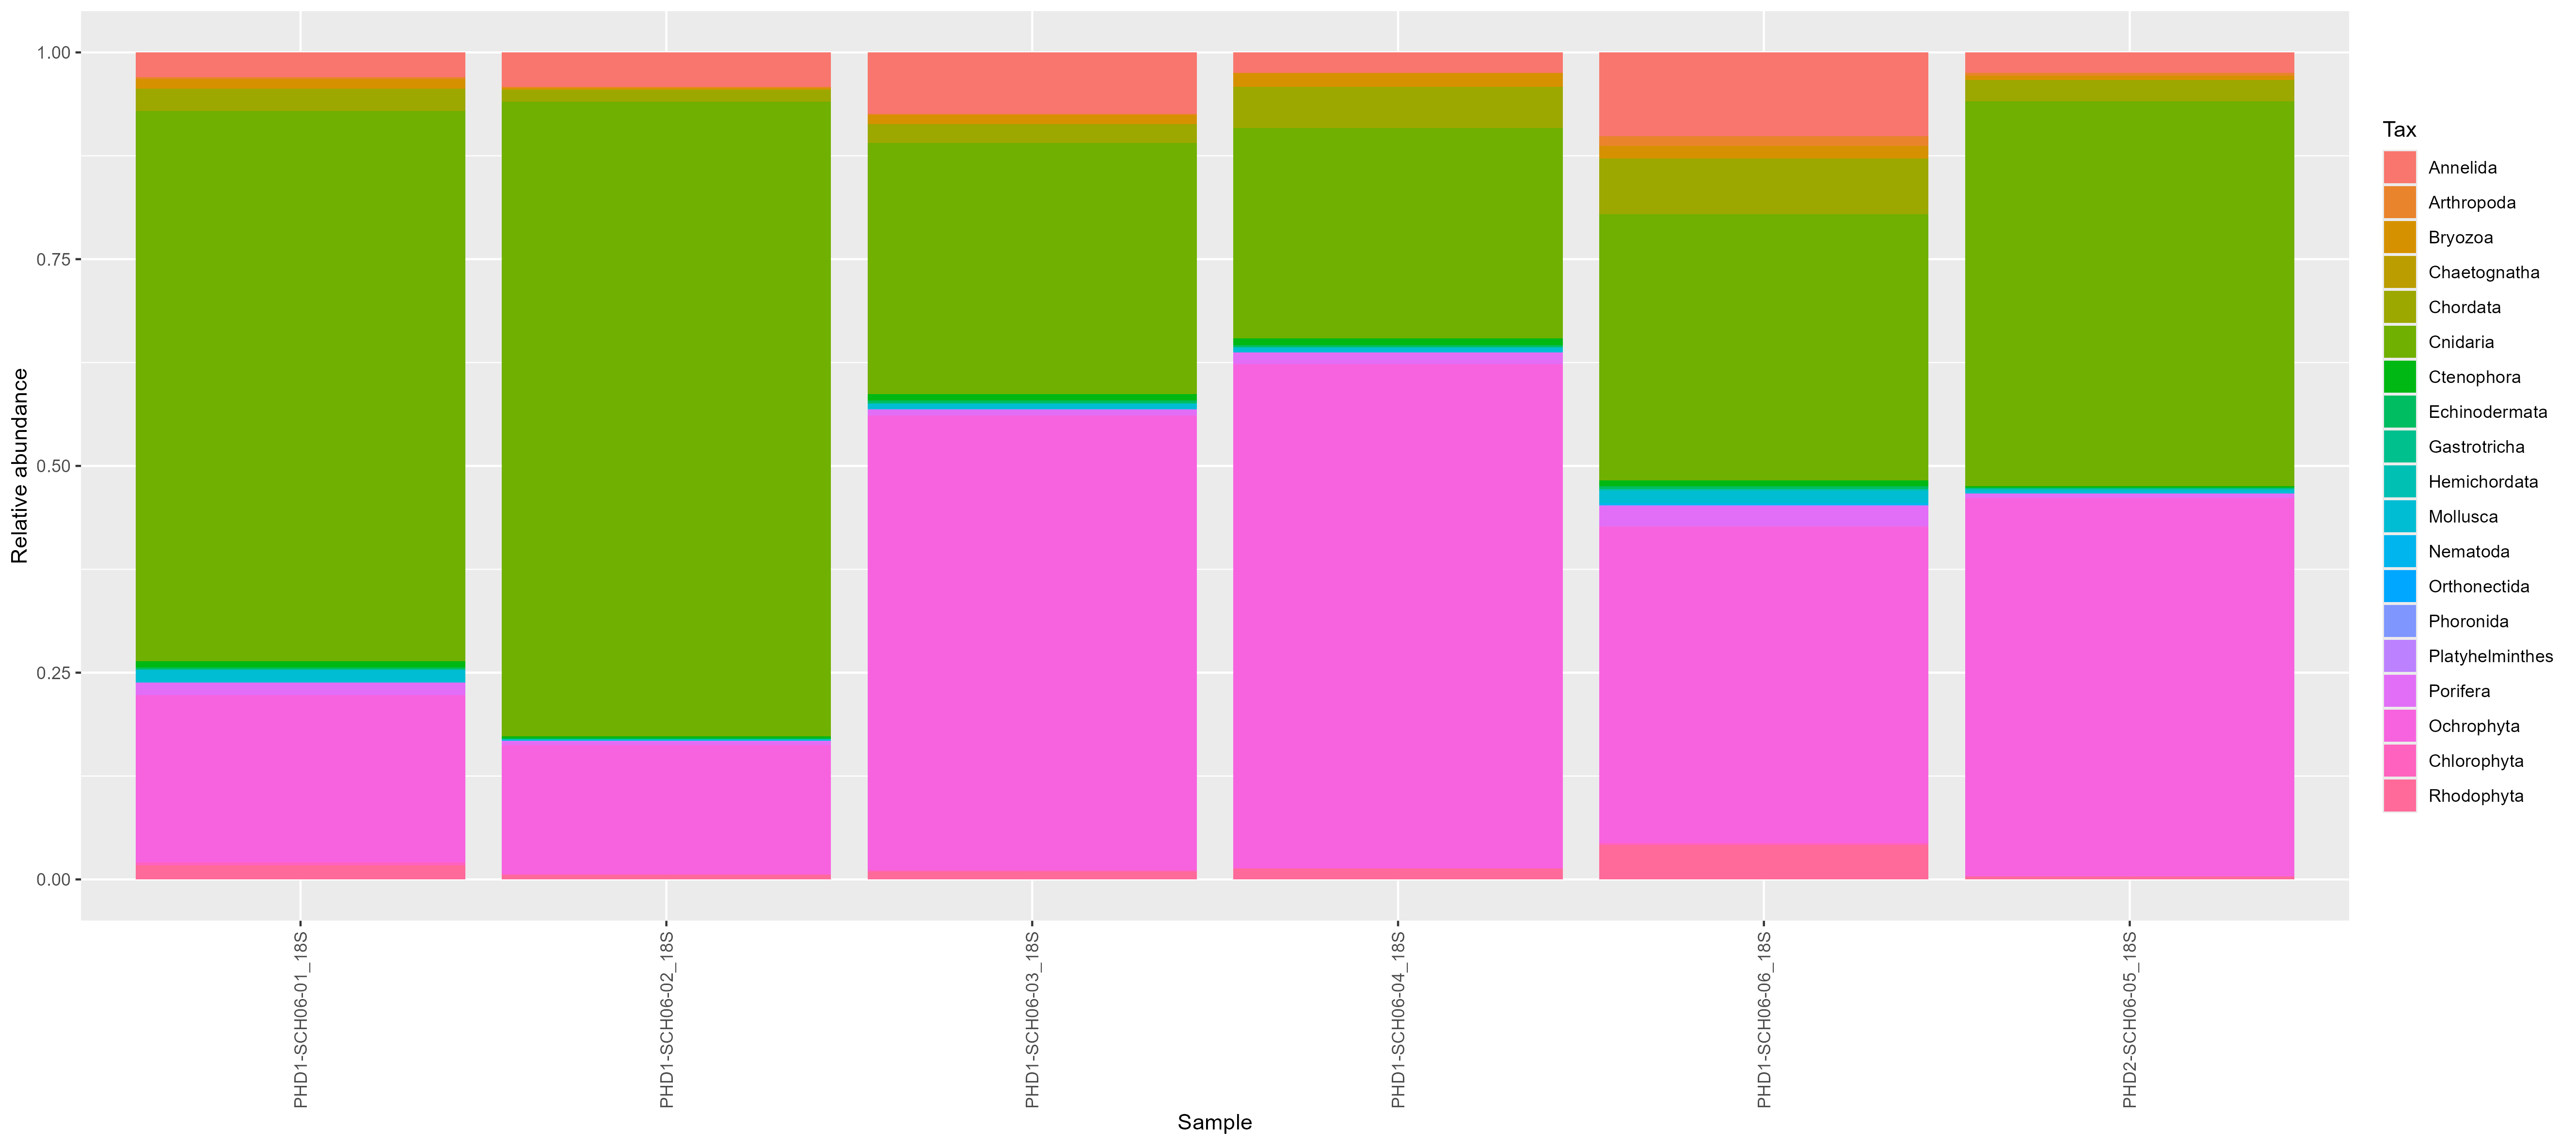 Relative abundance
1.00
0.75
0.50
0.25
0.00
PHD1-SCH06-01_18S
PHD1-SCH06-02_18S
PHD1-SCH06-03_18S
PHD1-SCH06-04_18S
PHD1-SCH06-06_18S
PHD2-SCH06-05_18S
Sample
Tax
Annelida
Arthropoda
Bryozoa
Chaetognatha
Chordata
Cnidaria
Ctenophora
Echinodermata
Gastrotricha
Hemichordata
Mollusca
Nematoda
Orthonectida
Phoronida
Platyhelminthes
Porifera
Ochrophyta
Chlorophyta
Rhodophyta